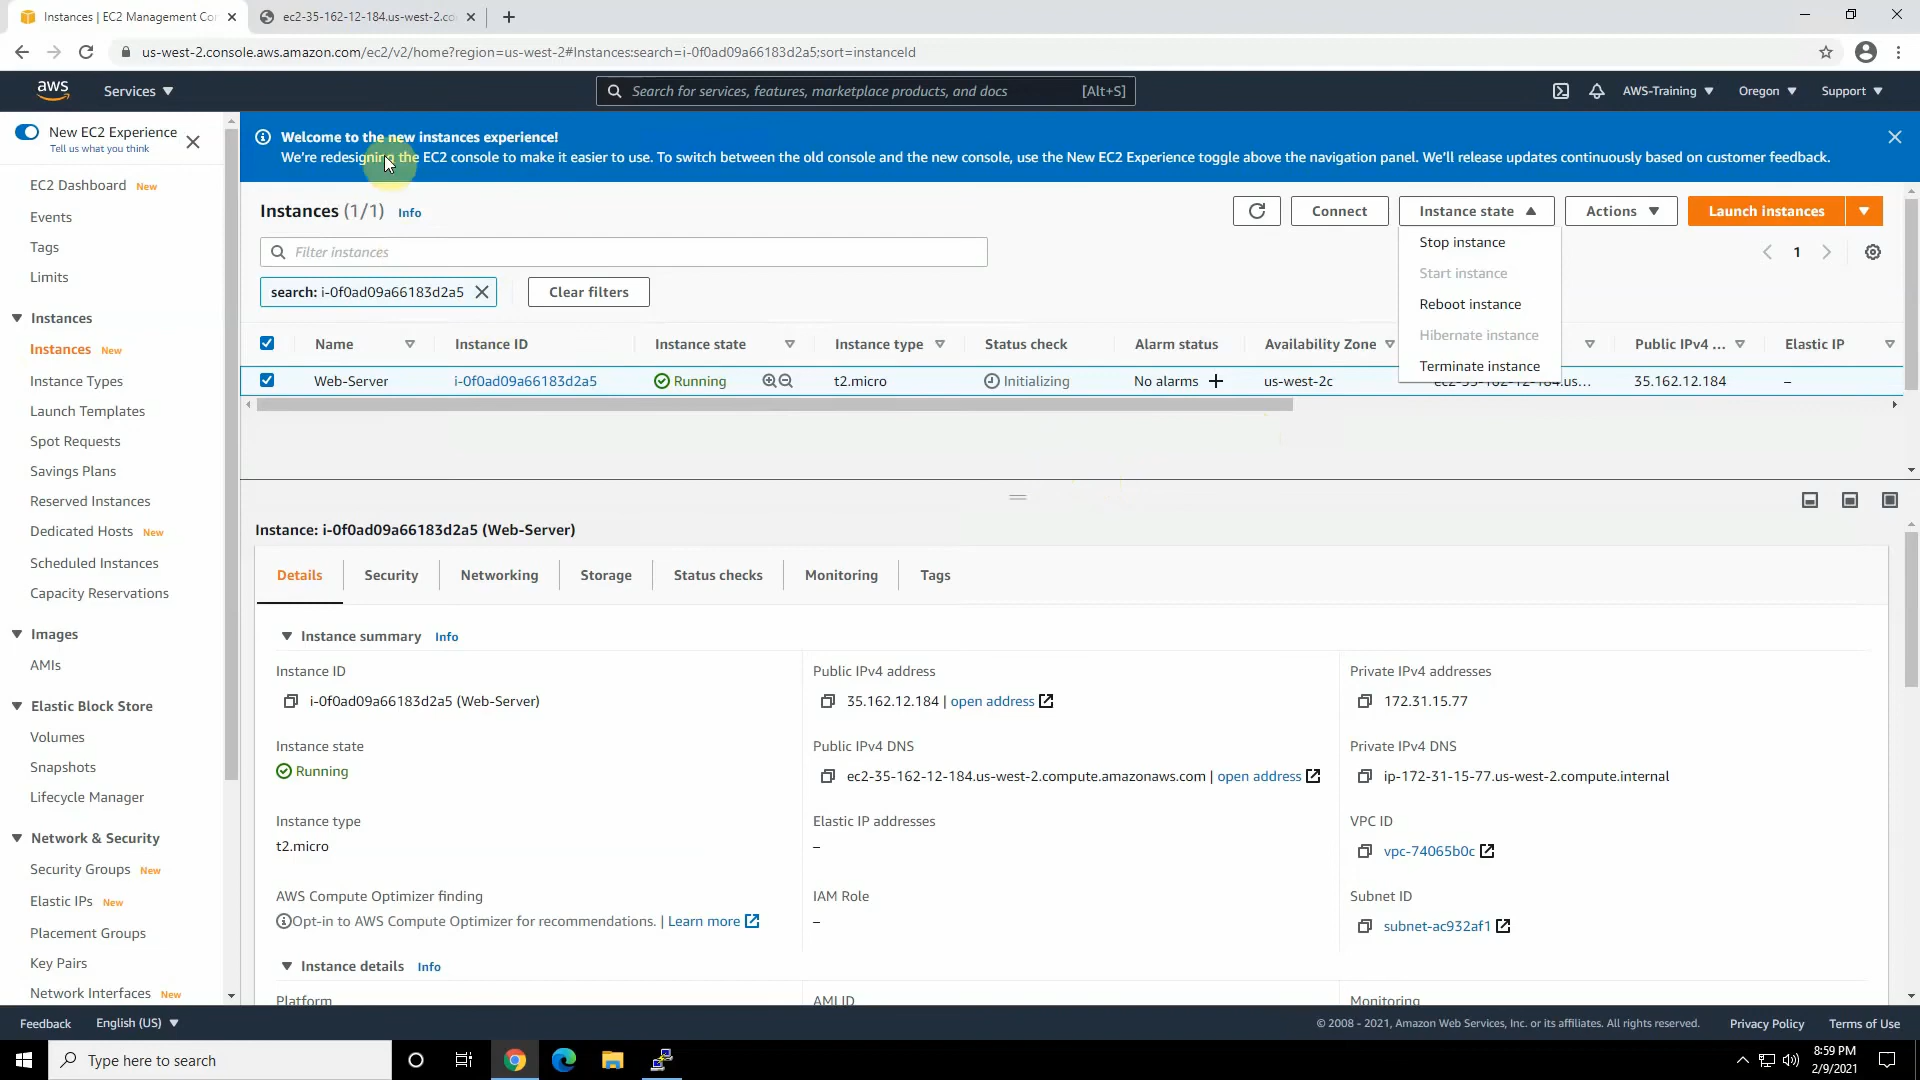 Instances | EC2 Management Con
ec2-35-162-12-184.us-west-2.co
us-west-2.console.aws.amazon.com/ec2/v2/home?region=us-west-2#Instances:search=i-0f0ad09a66183d2a5;sort=instanceId
aws
Services
Search for services, features, marketplace products, and docs
[Alt+S]
AWS-Training
Oregon
Support
New EC2 Experience
Tell us what you think
Welcome to the new instances experience!
We're redesigning the EC2 console to make it easier to use. To switch between the old console and the new console, use the New EC2 Experience toggle above the navigation panel. We'll release updates continuously based on customer feedback.
EC2 Dashboard New
Events
Tags
Limits
Instances
Instances New
Instance Types
Launch Templates
Spot Requests
Savings Plans
Reserved Instances
Dedicated Hosts New
Scheduled Instances
Capacity Reservations
Images
AMIs
Elastic Block Store
Volumes
Snapshots
Lifecycle Manager
Network & Security
Security Groups New
Elastic IPs New
Placement Groups
Key Pairs
Network Interfaces New
Instances (1/1) Info
Connect
Instance state
Actions
Launch instances
Filter instances
1
search: i-0f0ad09a66183d2a5
Clear filters
Stop instance
Start instance
Reboot instance
Hibernate instance
Terminate instance
Name
Instance ID
Instance state
Instance type
Status check
Alarm status
Availability Zone
Public IPv4 ...
Elastic IP
Web-Server
i-0f0ad09a66183d2a5
Running
t2.micro
Initializing
No alarms
us-west-2c
ec2-35-162-12-184.us...
35.162.12.184
–
Instance: i-0f0ad09a66183d2a5 (Web-Server)
Details
Security
Networking
Storage
Status checks
Monitoring
Tags
Instance summary Info
Instance ID
i-0f0ad09a66183d2a5 (Web-Server)
Public IPv4 address
35.162.12.184 | open address
Private IPv4 addresses
172.31.15.77
Instance state
Running
Public IPv4 DNS
ec2-35-162-12-184.us-west-2.compute.amazonaws.com | open address
Private IPv4 DNS
ip-172-31-15-77.us-west-2.compute.internal
Instance type
t2.micro
Elastic IP addresses
–
VPC ID
vpc-74065b0c
AWS Compute Optimizer finding
Opt-in to AWS Compute Optimizer for recommendations. | Learn more
IAM Role
–
Subnet ID
subnet-ac932af1
Instance details Info
Platform
AMI ID
Monitoring
Feedback
English (US)
© 2008 - 2021, Amazon Web Services, Inc. or its affiliates. All rights reserved.
Privacy Policy
Terms of Use
Type here to search
8:59 PM
2/9/2021